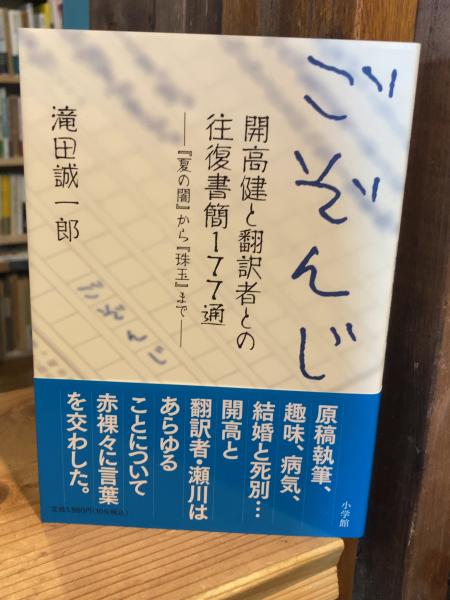 ごぞんじ
開高健と翻訳者との
往復書簡177通
──『夏の闇』から『珠玉』まで──
滝田誠一郎
ごぞんじ
原稿執筆、
趣味、病気、
結婚と死別…
開高と
翻訳者・瀬川は
あらゆる
ことについて
赤裸々に言葉
を交わした。
小学館